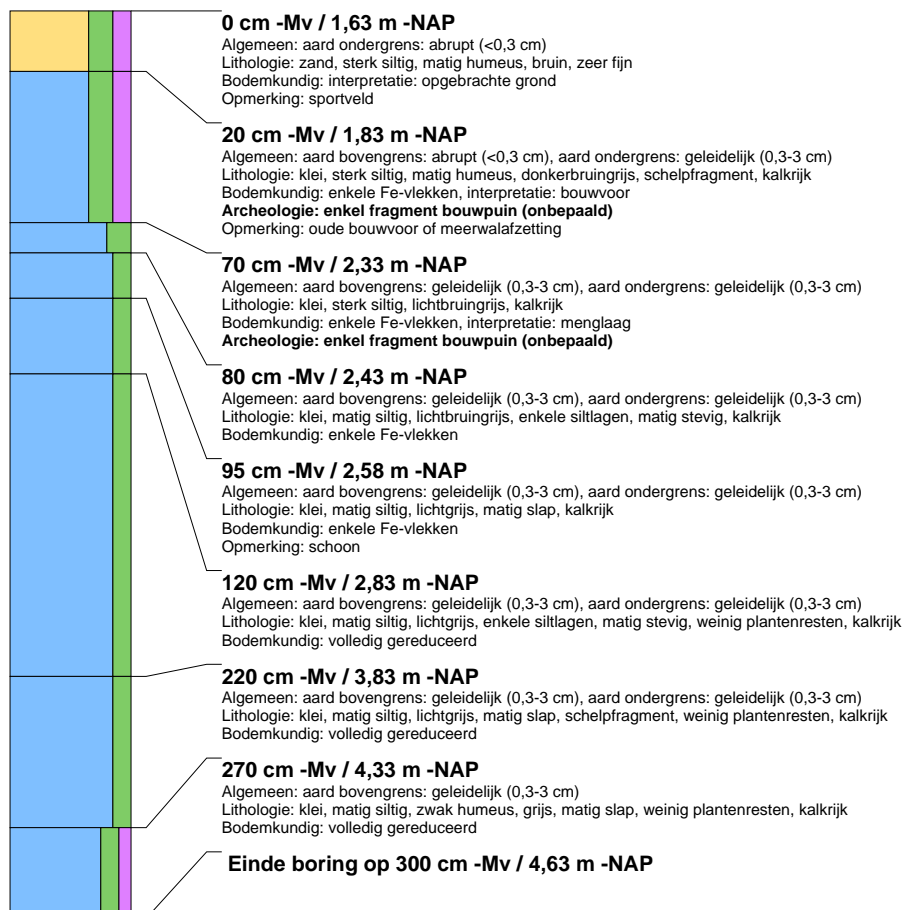 0 cm -Mv / 1,63 m -NAP
Algemeen: aard ondergrens: abrupt (<0,3 cm)
Lithologie: zand, sterk siltig, matig humeus, bruin, zeer fijn
Bodemkundig: interpretatie: opgebrachte grond
Opmerking: sportveld
20 cm -Mv / 1,83 m -NAP
Algemeen: aard bovengrens: abrupt (<0,3 cm), aard ondergrens: geleidelijk (0,3-3 cm)
Lithologie: klei, sterk siltig, matig humeus, donkerbruingrijs, schelpfragment, kalkrijk
Bodemkundig: enkele Fe-vlekken, interpretatie: bouwvoor
Archeologie: enkel fragment bouwpuin (onbepaald)
Opmerking: oude bouwvoor of meerwalafzetting
70 cm -Mv / 2,33 m -NAP
Algemeen: aard bovengrens: geleidelijk (0,3-3 cm), aard ondergrens: geleidelijk (0,3-3 cm)
Lithologie: klei, sterk siltig, lichtbruingrijs, kalkrijk
Bodemkundig: enkele Fe-vlekken, interpretatie: menglaag
Archeologie: enkel fragment bouwpuin (onbepaald)
80 cm -Mv / 2,43 m -NAP
Algemeen: aard bovengrens: geleidelijk (0,3-3 cm), aard ondergrens: geleidelijk (0,3-3 cm)
Lithologie: klei, matig siltig, lichtbruingrijs, enkele siltlagen, matig stevig, kalkrijk
Bodemkundig: enkele Fe-vlekken
95 cm -Mv / 2,58 m -NAP
Algemeen: aard bovengrens: geleidelijk (0,3-3 cm), aard ondergrens: geleidelijk (0,3-3 cm)
Lithologie: klei, matig siltig, lichtgrijs, matig slap, kalkrijk
Bodemkundig: enkele Fe-vlekken
Opmerking: schoon
120 cm -Mv / 2,83 m -NAP
Algemeen: aard bovengrens: geleidelijk (0,3-3 cm), aard ondergrens: geleidelijk (0,3-3 cm)
Lithologie: klei, matig siltig, lichtgrijs, enkele siltlagen, matig stevig, weinig plantenresten, kalkrijk
Bodemkundig: volledig gereduceerd
220 cm -Mv / 3,83 m -NAP
Algemeen: aard bovengrens: geleidelijk (0,3-3 cm), aard ondergrens: geleidelijk (0,3-3 cm)
Lithologie: klei, matig siltig, lichtgrijs, matig slap, schelpfragment, weinig plantenresten, kalkrijk
Bodemkundig: volledig gereduceerd
270 cm -Mv / 4,33 m -NAP
Algemeen: aard bovengrens: geleidelijk (0,3-3 cm)
Lithologie: klei, matig siltig, zwak humeus, grijs, matig slap, weinig plantenresten, kalkrijk
Bodemkundig: volledig gereduceerd
Einde boring op 300 cm -Mv / 4,63 m -NAP